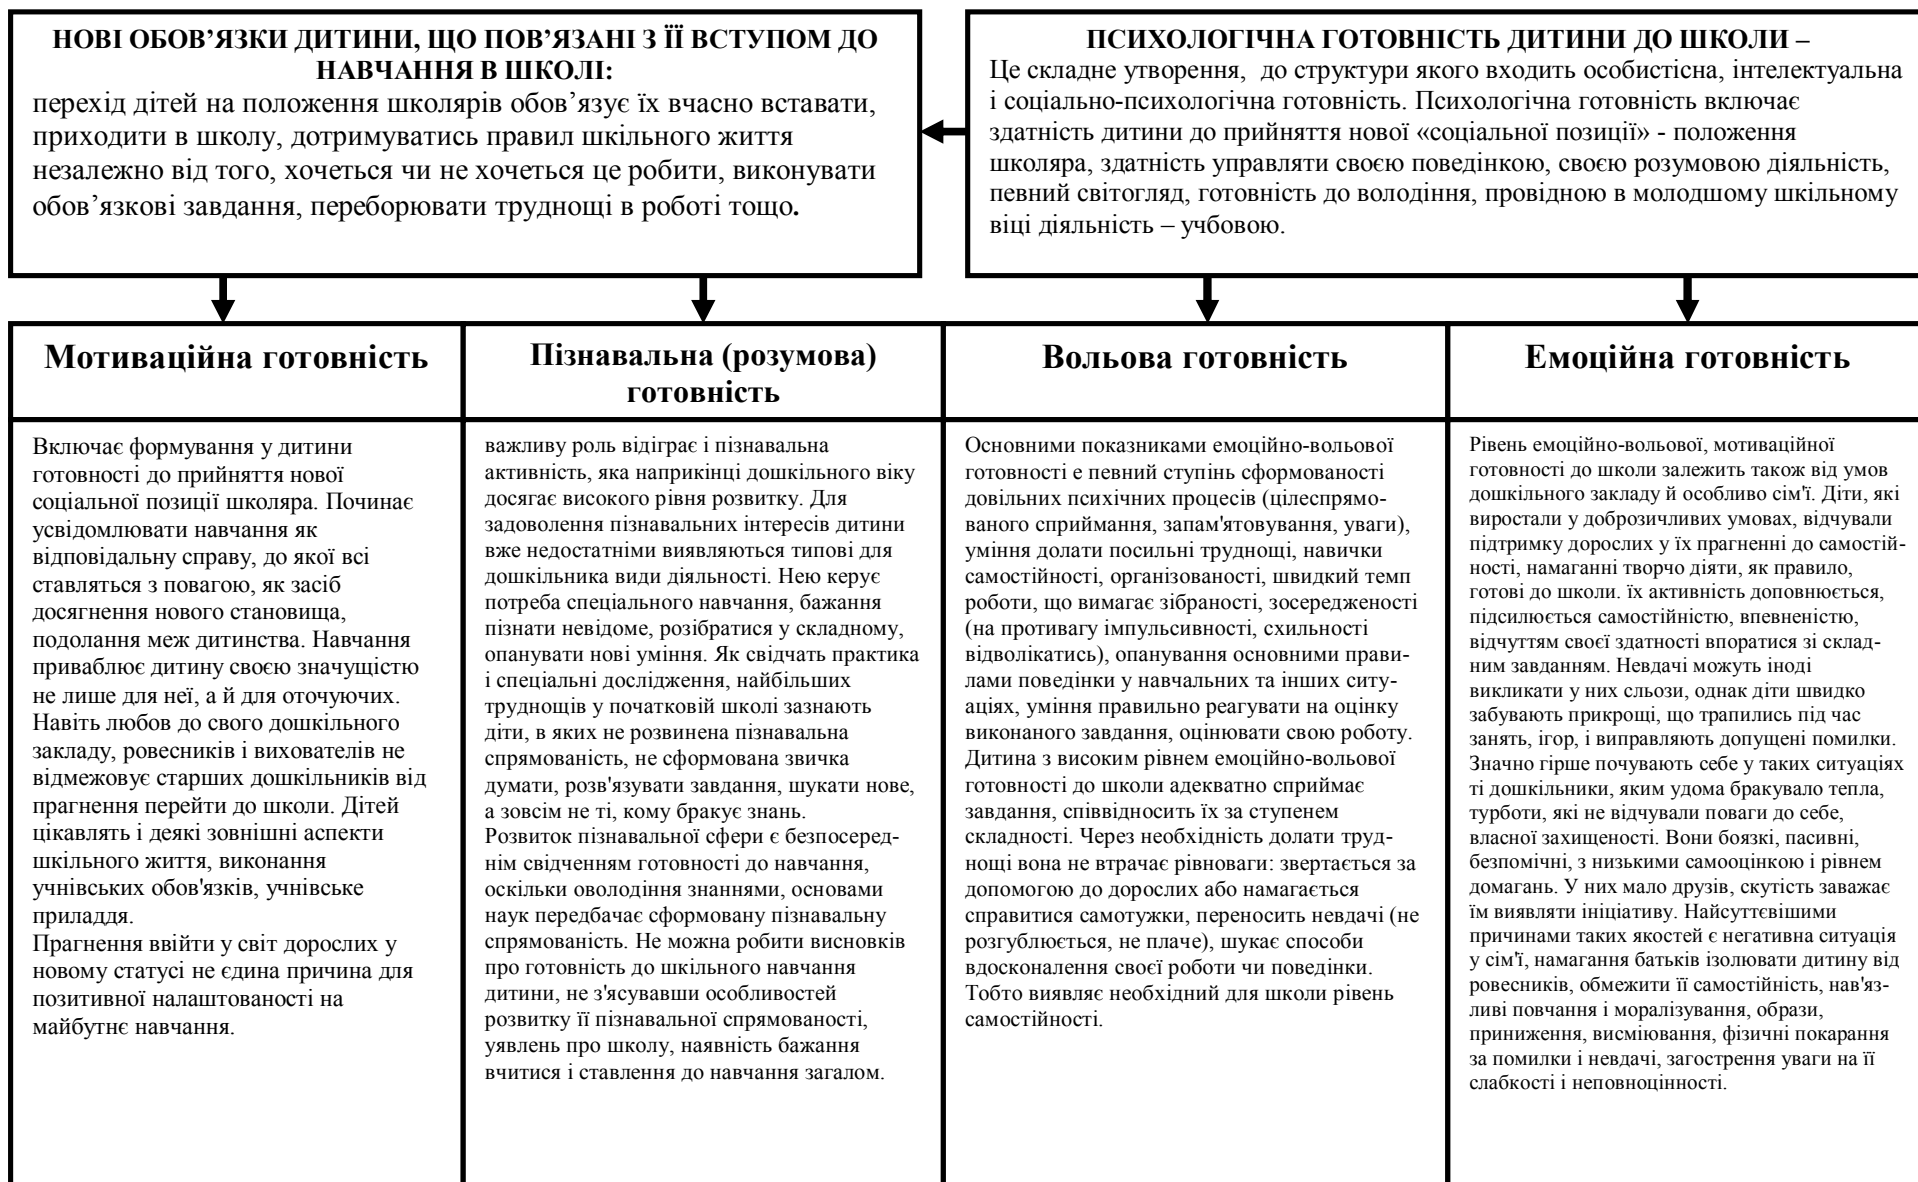 НОВІ ОБОВ’ЯЗКИ ДИТИНИ, ЩО ПОВ’ЯЗАНІ З ЇЇ ВСТУПОМ ДО
НАВЧАННЯ В ШКОЛІ:
перехід дітей на положення школярів обов’язує їх вчасно вставати,
приходити в школу, дотримуватись правил шкільного життя
незалежно від того, хочеться чи не хочеться це робити, виконувати
обов’язкові завдання, переборювати труднощі в роботі тощо.
ПСИХОЛОГІЧНА ГОТОВНІСТЬ ДИТИНИ ДО ШКОЛИ –
Це складне утворення,  до структури якого входить особистісна, інтелектуальна
і соціально-психологічна готовність. Психологічна готовність включає
здатність дитини до прийняття нової «соціальної позиції» - положення
школяра, здатність управляти своєю поведінкою, своєю розумовою діяльність,
певний світогляд, готовність до володіння, провідною в молодшому шкільному
віці діяльність – учбовою.
Мотиваційна готовність
Включає формування у дитини
готовності до прийняття нової
соціальної позиції школяра. Починає
усвідомлювати навчання як
відповідальну справу, до якої всі
ставляться з повагою, як засіб
досягнення нового становища,
подолання меж дитинства. Навчання
приваблює дитину своєю значущістю
не лише для неї, а й для оточуючих.
Навіть любов до свого дошкільного
закладу, ровесників і вихователів не
відмежовує старших дошкільників від
прагнення перейти до школи. Дітей
цікавлять і деякі зовнішні аспекти
шкільного життя, виконання
учнівських обов'язків, учнівське
приладдя.
Прагнення ввійти у світ дорослих у
новому статусі не єдина причина для
позитивної налаштованості на
майбутнє навчання.
Пізнавальна (розумова)
готовність
важливу роль відіграє і пізнавальна
активність, яка наприкінці дошкільного віку
досягає високого рівня розвитку. Для
задоволення пізнавальних інтересів дитини
вже недостатніми виявляються типові для
дошкільника види діяльності. Нею керує
потреба спеціального навчання, бажання
пізнати невідоме, розібратися у складному,
опанувати нові уміння. Як свідчать практика
і спеціальні дослідження, найбільших
труднощів у початковій школі зазнають
діти, в яких не розвинена пізнавальна
спрямованість, не сформована звичка
думати, розв'язувати завдання, шукати нове,
а зовсім не ті, кому бракує знань.
Розвиток пізнавальної сфери є безпосеред-
нім свідченням готовності до навчання,
оскільки оволодіння знаннями, основами
наук передбачає сформовану пізнавальну
спрямованість. Не можна робити висновків
про готовність до шкільного навчання
дитини, не з'ясувавши особливостей
розвитку її пізнавальної спрямованості,
уявлень про школу, наявність бажання
вчитися і ставлення до навчання загалом.
Вольова готовність
Основними показниками емоційно-вольової
готовності е певний ступінь сформованості
довільних психічних процесів (цілеспрямо-
ваного сприймання, запам'ятовування, уваги),
уміння долати посильні труднощі, навички
самостійності, організованості, швидкий темп
роботи, що вимагає зібраності, зосередженості
(на противагу імпульсивності, схильності
відволікатись), опанування основними прави-
лами поведінки у навчальних та інших ситу-
аціях, уміння правильно реагувати на оцінку
виконаного завдання, оцінювати свою роботу.
Дитина з високим рівнем емоційно-вольової
готовності до школи адекватно сприймає
завдання, співвідносить їх за ступенем
складності. Через необхідність долати труд-
нощі вона не втрачає рівноваги: звертається за
допомогою до дорослих або намагається
справитися самотужки, переносить невдачі (не
розгублюється, не плаче), шукає способи
вдосконалення своєї роботи чи поведінки.
Тобто виявляє необхідний для школи рівень
самостійності.
Емоційна готовність
Рівень емоційно-вольової, мотиваційної
готовності до школи залежить також від умов
дошкільного закладу й особливо сім'ї. Діти, які
виростали у доброзичливих умовах, відчували
підтримку дорослих у їх прагненні до самостій-
ності, намаганні творчо діяти, як правило,
готові до школи. їх активність доповнюється,
підсилюється самостійністю, впевненістю,
відчуттям своєї здатності впоратися зі склад-
ним завданням. Невдачі можуть іноді
викликати у них сльози, однак діти швидко
забувають прикрощі, що трапились під час
занять, ігор, і виправляють допущені помилки.
Значно гірше почувають себе у таких ситуаціях
ті дошкільники, яким удома бракувало тепла,
турботи, які не відчували поваги до себе,
власної захищеності. Вони боязкі, пасивні,
безпомічні, з низькими самооцінкою і рівнем
домагань. У них мало друзів, скутість заважає
їм виявляти ініціативу. Найсуттєвішими
причинами таких якостей є негативна ситуація
у сім'ї, намагання батьків ізолювати дитину від
ровесників, обмежити її самостійність, нав'яз-
ливі повчання і моралізування, образи,
приниження, висміювання, фізичні покарання
за помилки і невдачі, загострення уваги на її
слабкості і неповноцінності.